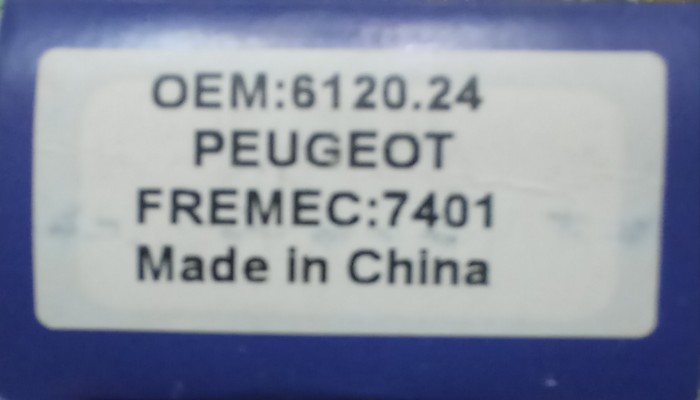 OEM:6120.24
PEUGEOT
FREMEC:7401
Made in China